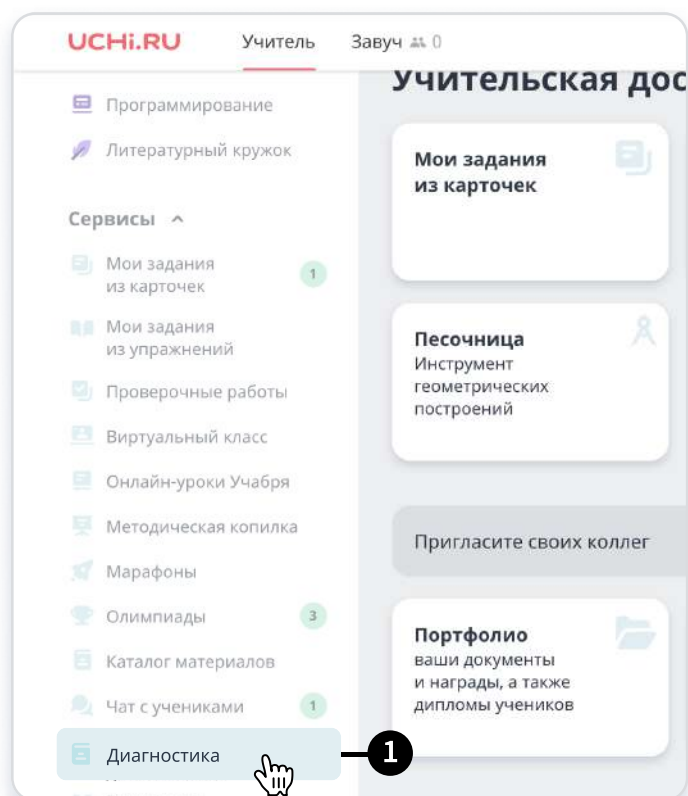 UCHi.RU
Учитель
Завуч 0
Программирование
Литературный кружок
Сервисы
Мои задания
из карточек
1
Мои задания
из упражнений
Проверочные работы
Виртуальный класс
Онлайн-уроки Учабря
Методическая копилка
Марафоны
Олимпиады
3
Каталог материалов
Чат с учениками
1
Диагностика
1
Учительская дос
Мои задания
из карточек
Песочница
Инструмент
геометрических
построений
Пригласите своих коллег
Портфолио
ваши документы
и награды, а также
дипломы учеников